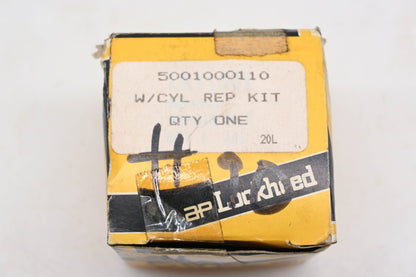 5001000110
W/CYL REP KIT
QTY ONE
20L
ap Lockheed